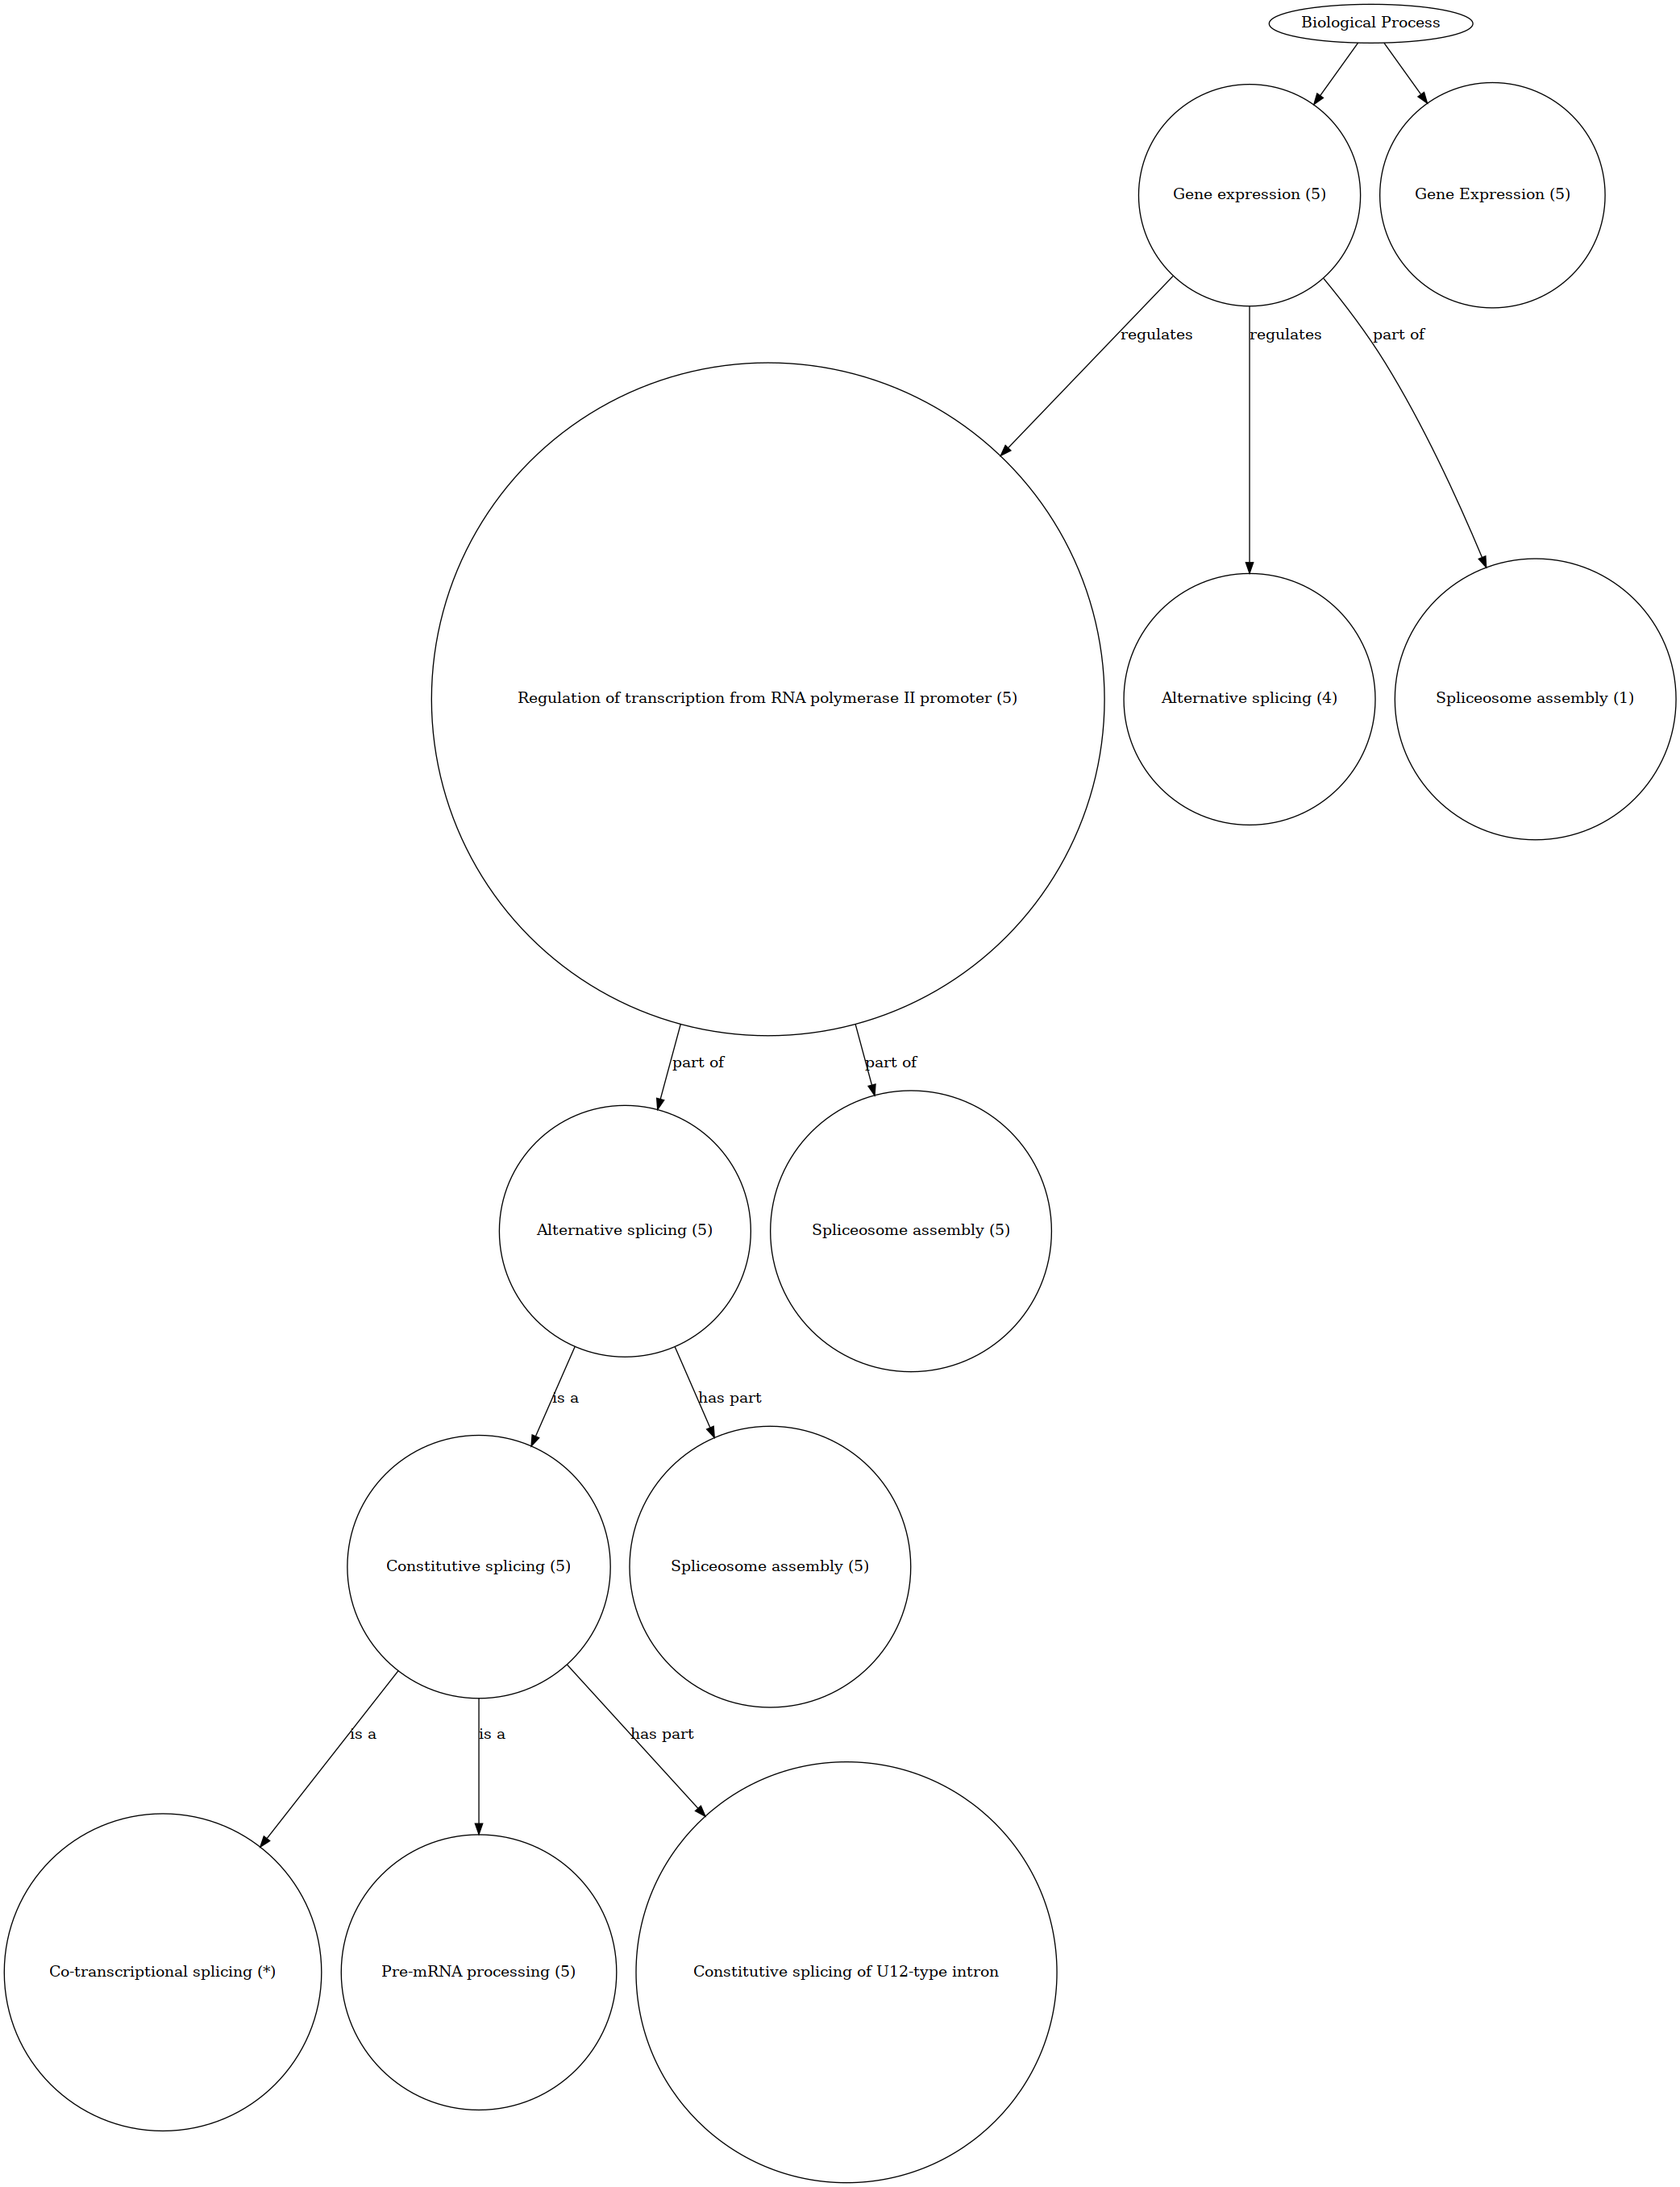 Biological Process
Gene expression (5)
Gene Expression (5)
regulates
regulates
part of
Regulation of transcription from RNA polymerase II promoter (5)
Alternative splicing (4)
Spliceosome assembly (1)
part of
part of
Alternative splicing (5)
Spliceosome assembly (5)
is a
has part
Constitutive splicing (5)
Spliceosome assembly (5)
is a
is a
has part
Co-transcriptional splicing (*)
Pre-mRNA processing (5)
Constitutive splicing of U12-type intron